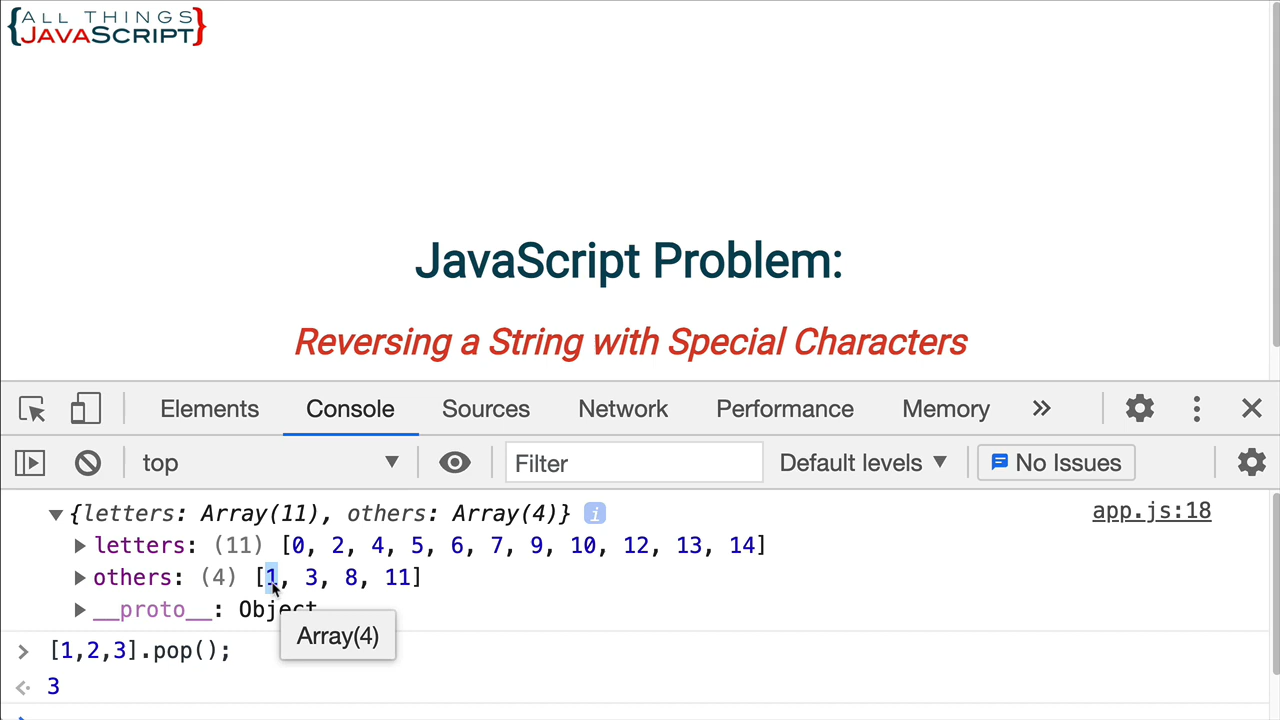 {ALL THINGS
JAVASCRIPT}
JavaScript Problem:
Reversing a String with Special Characters
Elements Console Sources Network Performance Memory »
top ▼ Filter Default levels ▼ No Issues
▼{letters: Array(11), others: Array(4)} i app.js:18
▶letters: (11) [0, 2, 4, 5, 6, 7, 9, 10, 12, 13, 14]
▶others: (4) [1, 3, 8, 11]
▶__proto__: Object
Array(4)
> [1,2,3].pop();
3